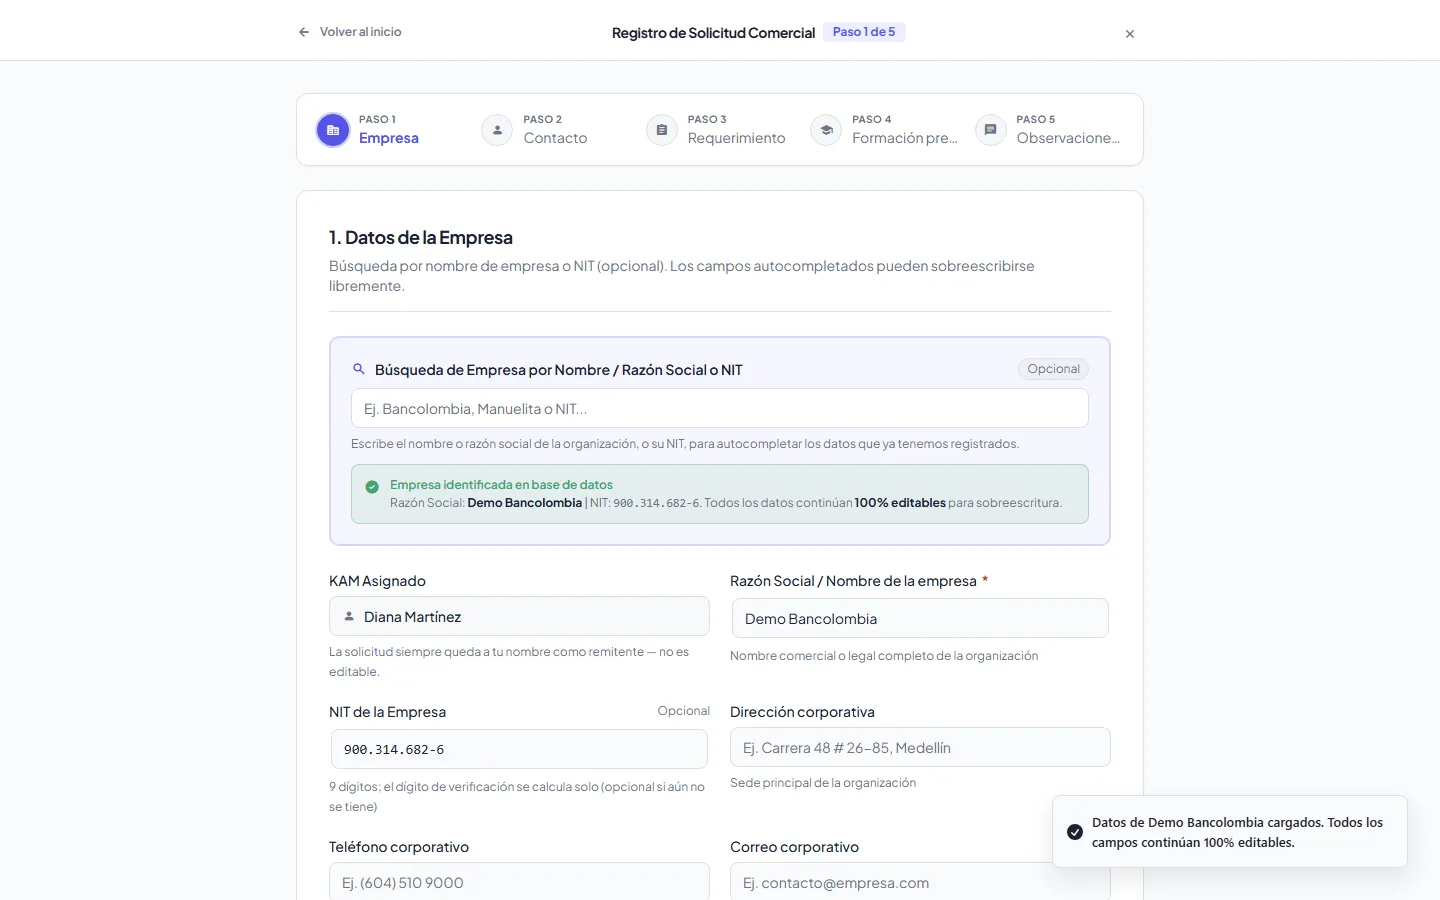 Volver al inicio
Registro de Solicitud Comercial
Paso 1 de 5
PASO 1
Empresa
PASO 2
Contacto
PASO 3
Requerimiento
PASO 4
Formación pre...
PASO 5
Observacione...
1. Datos de la Empresa
Búsqueda por nombre de empresa o NIT (opcional). Los campos autocompletados pueden sobreescribirse
libremente.
Búsqueda de Empresa por Nombre / Razón Social o NIT
Opcional
Ej. Bancolombia, Manuelita o NIT...
Escribe el nombre o razón social de la organización, o su NIT, para autocompletar los datos que ya tenemos registrados.
Empresa identificada en base de datos
Razón Social: Demo Bancolombia | NIT: 900.314.682-6. Todos los datos continúan 100% editables para sobreescritura.
KAM Asignado
Diana Martínez
La solicitud siempre queda a tu nombre como remitente — no es
editable.
Razón Social / Nombre de la empresa *
Demo Bancolombia
Nombre comercial o legal completo de la organización
NIT de la Empresa
Opcional
900.314.682-6
9 dígitos; el dígito de verificación se calcula solo (opcional si aún no
se tiene)
Dirección corporativa
Ej. Carrera 48 # 26-85, Medellín
Sede principal de la organización
Teléfono corporativo
Ej. (604) 510 9000
Correo corporativo
Ej. contacto@empresa.com
Datos de Demo Bancolombia cargados. Todos los
campos continúan 100% editables.